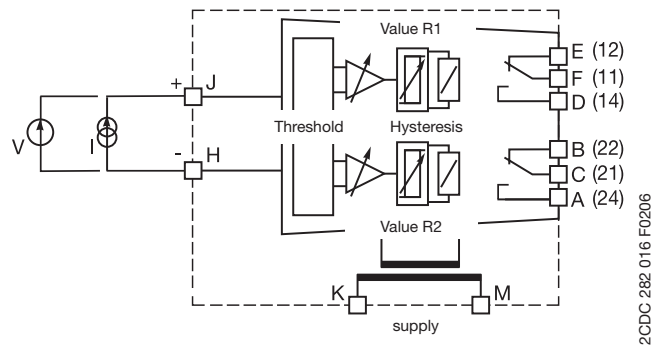 Value R1
E (12)
F (11)
D (14)
+ J
Threshold
Hysteresis
V
I
- H
B (22)
C (21)
A (24)
Value R2
K
M
supply
2CDC 282 016 F0206